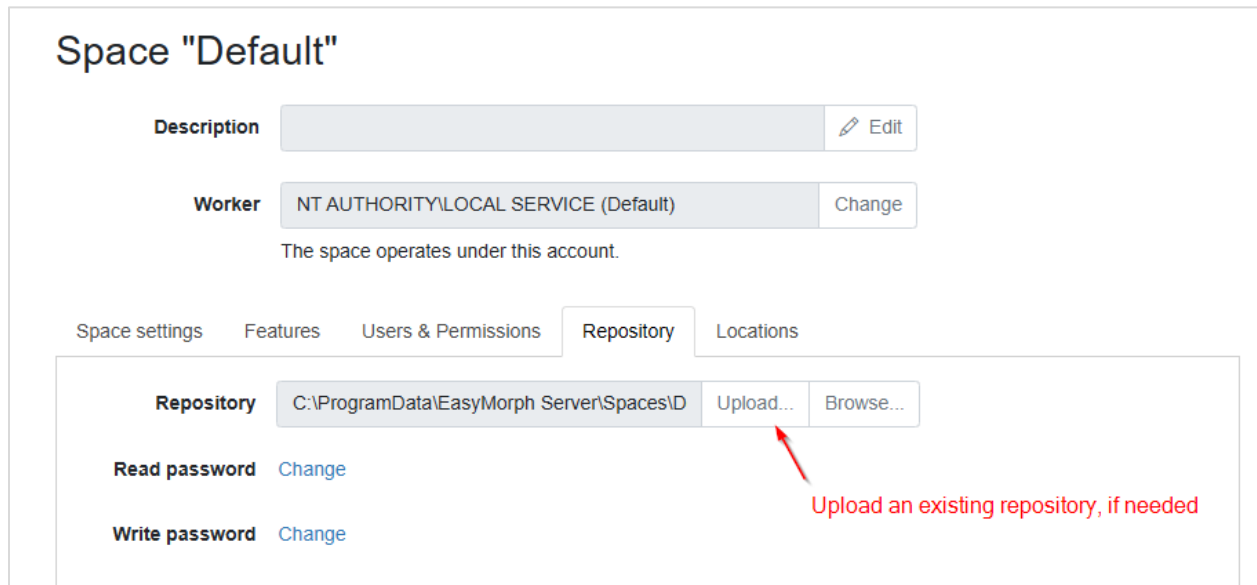 Space "Default"
Description Edit
Worker NT AUTHORITY\LOCAL SERVICE (Default) Change
The space operates under this account.
Space settings Features Users & Permissions Repository Locations
Repository C:\ProgramData\EasyMorph Server\Spaces\D Upload... Browse...
Read password Change
Upload an existing repository, if needed
Write password Change